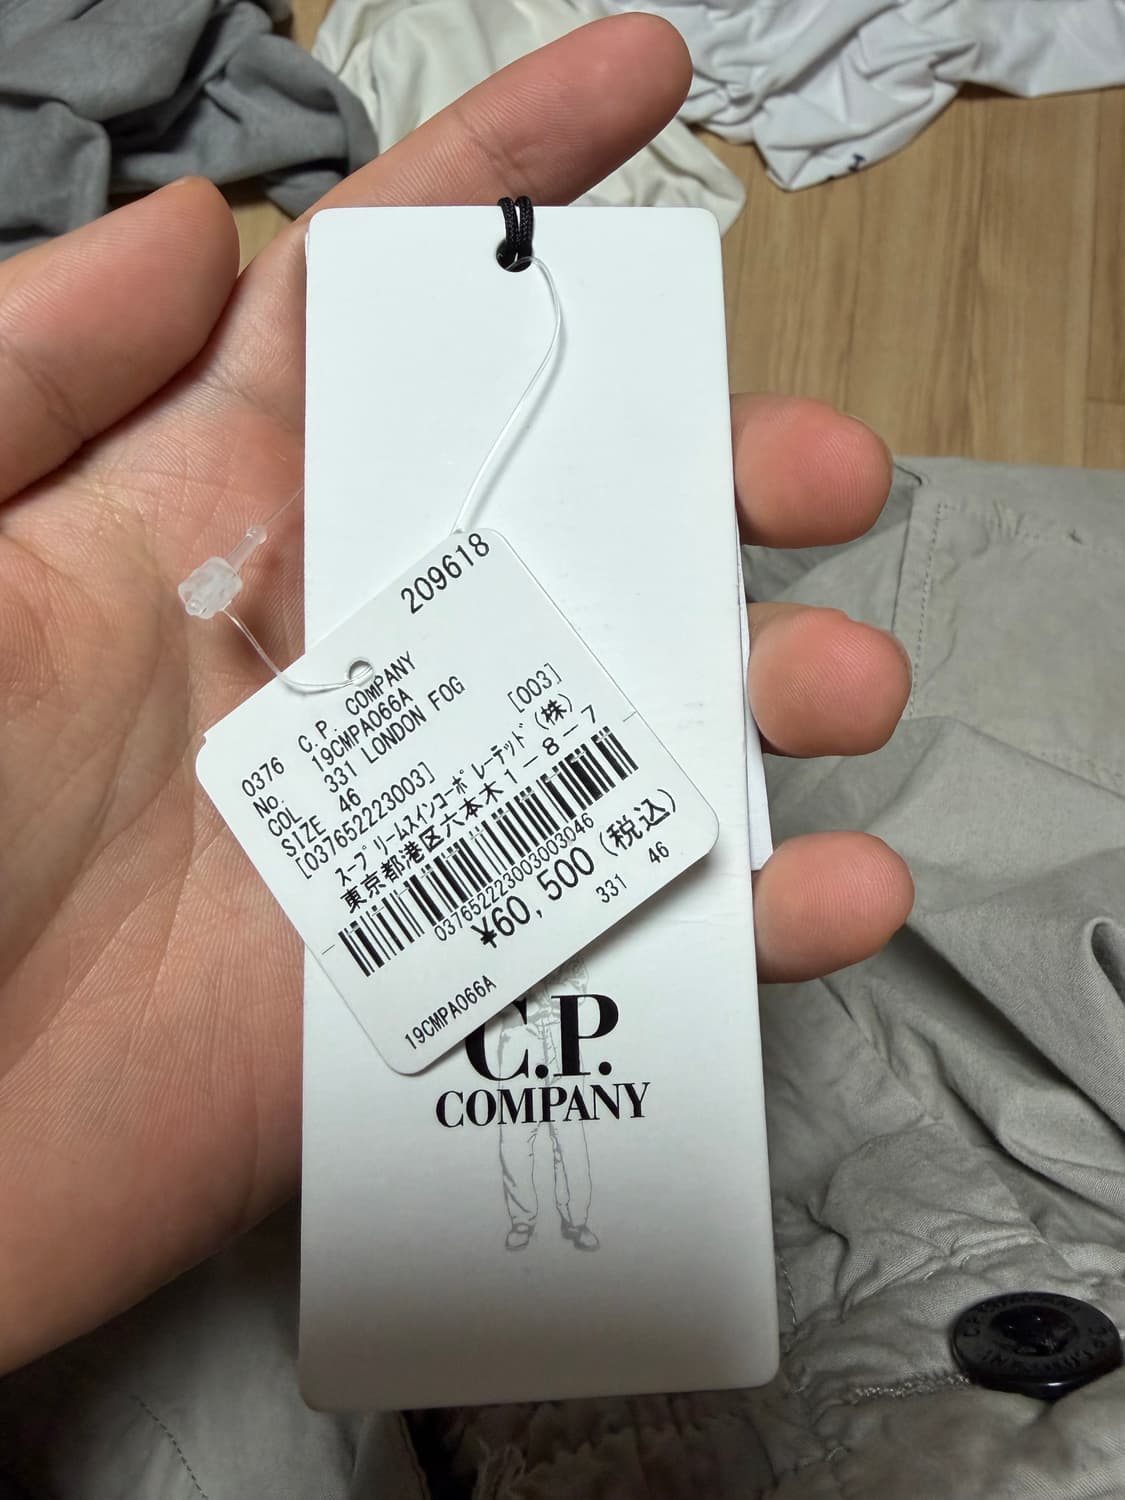 209618
C.P. COMPANY
0376 19CMPA066A
No. 331 LONDON FOG
COL 46 [003]
SIZE
[037652223003]
スープリームスインコーポレーテッド(株)
東京都港区六本木1-8-7
037652223003003046
¥60,500(税込)
331 46
19CMPA066A
C.P.
COMPANY